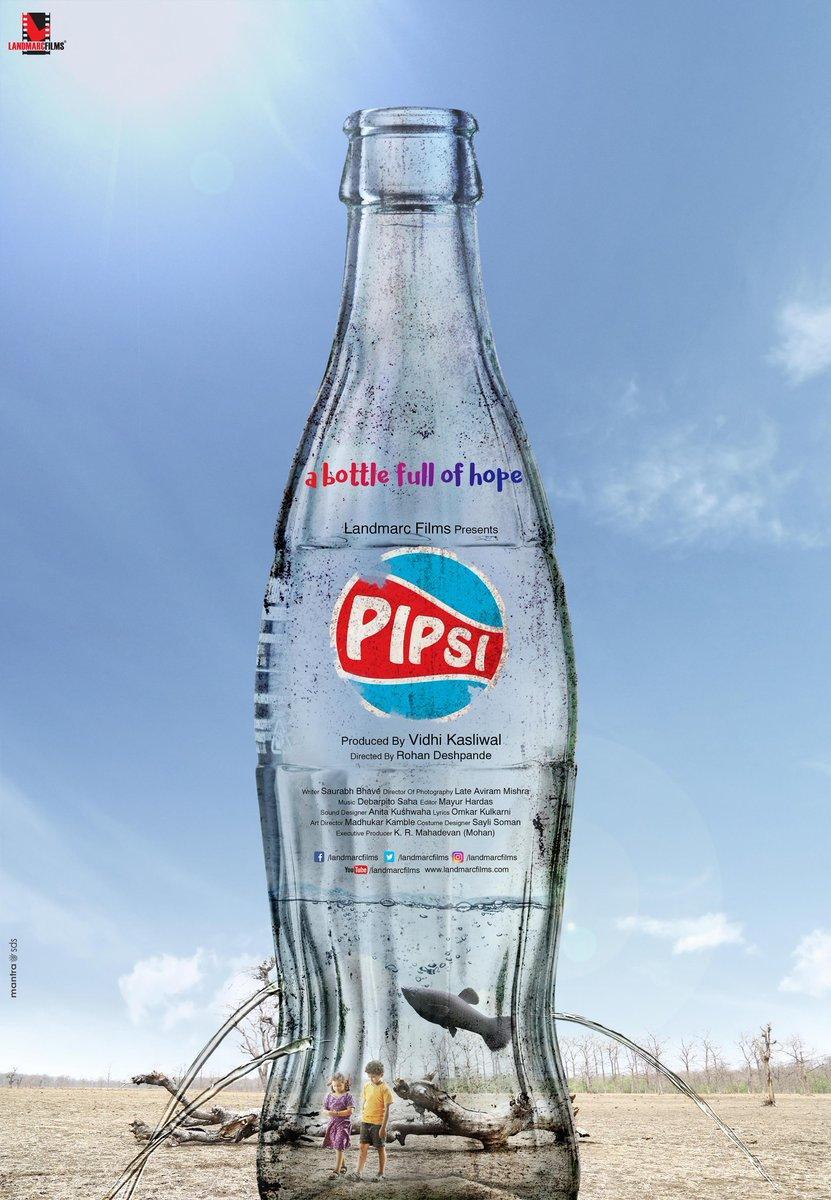 LANDMARCFILMS
a bottle full of hope
Landmarc Films Presents
PIPSI
Produced By Vidhi Kasliwal
Directed By Rohan Deshpande
Writer Saurabh Bhave Director Of Photography Late Aviram Mishra
Music Debarpito Saha Editor Mayur Hardas
Sound Designer Anita Kushwaha Lyrics Omkar Kulkarni
Art Director Madhukar Kamble Costume Designer Sayli Soman
Executive Producer K. R. Mahadevan (Mohan)
/landmarcfilms /landmarcfilms /landmarcfilms
YouTube /landmarcfilms www.landmarcfilms.com
mantra sds